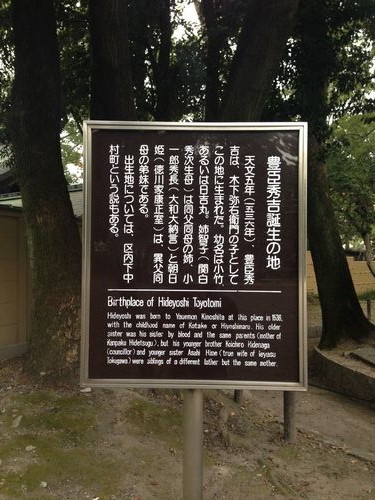 豊臣秀吉誕生の地
天文五年(一五三六年)、豊臣秀
吉は、木下弥右衛門の子として
この地に生まれた。幼名は小竹
あるいは日吉丸。姉智子(関白
秀次生母)は同父同母の姉、小
一郎秀長(大和大納言)と朝日
姫(徳川家康正室)は、異父同
母の弟妹である。
出生地については、区内下中
村町という説もある。
Birthplace of Hideyoshi Toyotomi
Hideyoshi was born to Yauemon Kinoshita at this place in 1536,
with the childhood name of Kotake or Hiyoshimaru. His older
sister was his sister by blood and the same parents (mother of
Kanpaku Hidetsugu), but his younger brother Koichiro Hidenaga
(councillor) and younger sister Asahi Hime (true wife of Ieyasu
Tokugawa) were siblings of a different father but the same mother.